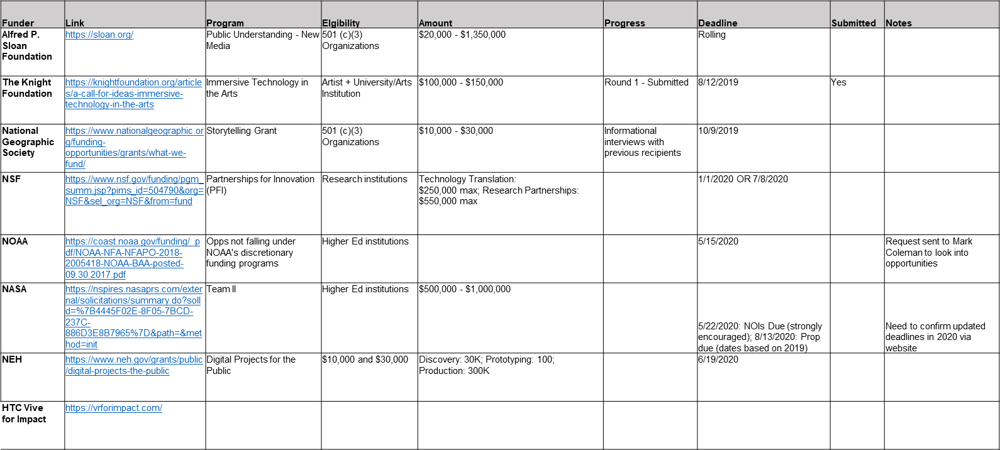 Funder Link Program Elgibility Amount Progress Deadline Submitted Notes
Alfred P.
Sloan
Foundation
https://sloan.org/
Public Understanding - New
Media
501 (c)(3)
Organizations
$20,000 - $1,350,000
Rolling
The Knight
Foundation
https://knightfoundation.org/article
s/a-call-for-ideas-immersive-
technology-in-the-arts
Immersive Technology in
the Arts
Artist + University/Arts
Institution
$100,000 - $150,000
Round 1 - Submitted
8/12/2019
Yes
National
Geographic
Society
https://www.nationalgeographic.or
g/funding-
opportunities/grants/what-we-
fund/
Storytelling Grant
501 (c)(3)
Organizations
$10,000 - $30,000
Informational
interviews with
previous recipients
10/9/2019
NSF
https://www.nsf.gov/funding/pgm_
summ.jsp?pims_id=504790&org=
NSF&sel_org=NSF&from=fund
Partnerships for Innovation
(PFI)
Research institutions
Technology Translation:
$250,000 max; Research Partnerships:
$550,000 max
1/1/2020 OR 7/8/2020
NOAA
https://coast.noaa.gov/funding/_p
df/NOAA-NFA-NFAPO-2018-
2005418-NOAA-BAA-posted-
09.30.2017.pdf
Opps not falling under
NOAA's discretionary
funding programs
Higher Ed institutions
5/15/2020
Request sent to Mark
Coleman to look into
opportunities
NASA
https://nspires.nasaprs.com/exter
nal/solicitations/summary.do?solI
d=%7B4445F02E-8F05-7BCD-
237C-
886D3E8B7965%7D&path=&met
hod=init
Team II
Higher Ed institutions
$500,000 - $1,000,000
5/22/2020: NOIs Due (strongly
encouraged); 8/13/2020: Prop
due (dates based on 2019)
Need to confirm updated
deadlines in 2020 via
website
NEH
https://www.neh.gov/grants/public
/digital-projects-the-public
Digital Projects for the
Public
$10,000 and $30,000
Discovery: 30K; Prototyping: 100;
Production: 300K
6/19/2020
HTC Vive
for Impact
https://vrforimpact.com/